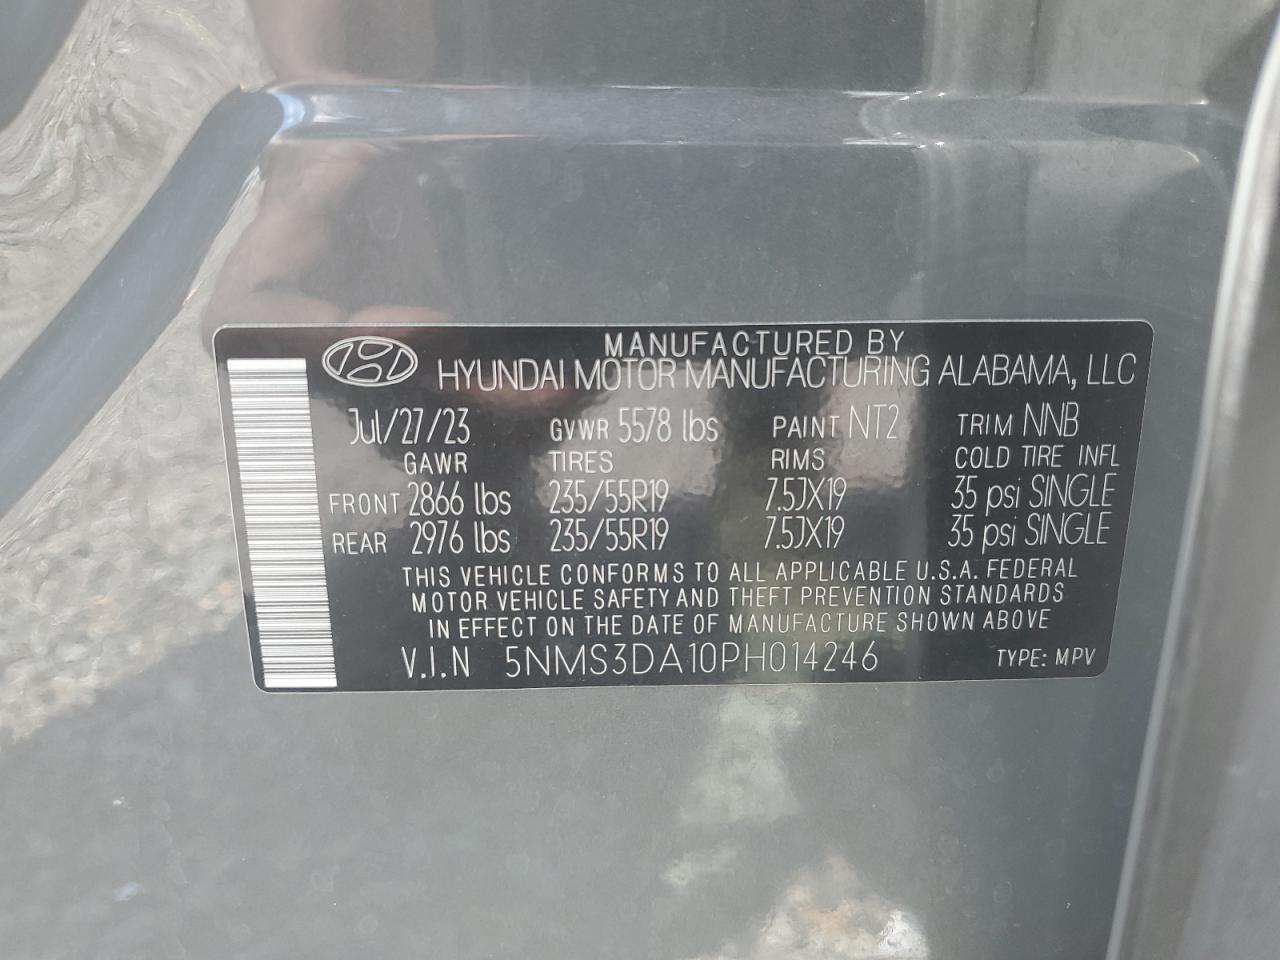 MANUFACTURED BY
HYUNDAI MOTOR MANUFACTURING ALABAMA, LLC
Jul/27/23 GVWR 5578 lbs PAINT NT2 TRIM NNB
GAWR TIRES RIMS COLD TIRE INFL
FRONT 2866 lbs 235/55R19 7.5JX19 35 psi SINGLE
REAR 2976 lbs 235/55R19 7.5JX19 35 psi SINGLE
THIS VEHICLE CONFORMS TO ALL APPLICABLE U.S.A. FEDERAL
MOTOR VEHICLE SAFETY AND THEFT PREVENTION STANDARDS
IN EFFECT ON THE DATE OF MANUFACTURE SHOWN ABOVE
V.I.N 5NMS3DA10PH014246 TYPE: MPV